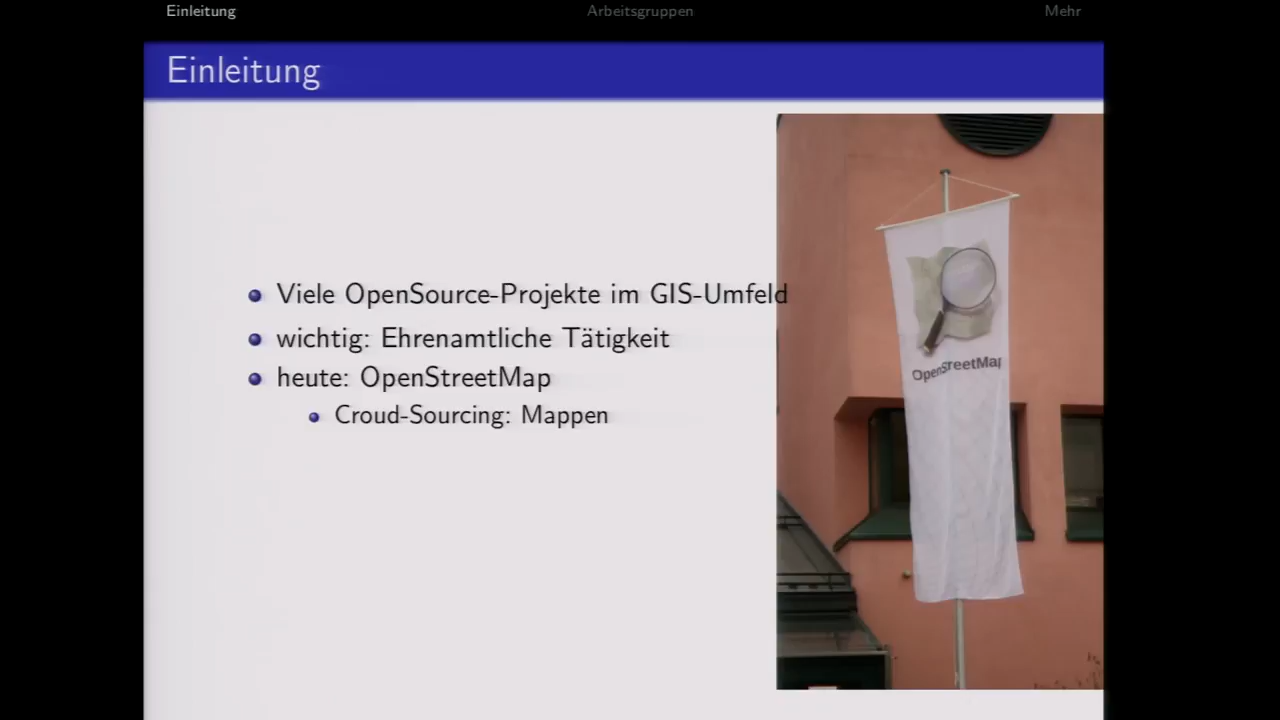 Einleitung Arbeitsgruppen Mehr
Einleitung
Viele OpenSource-Projekte im GIS-Umfeld
wichtig: Ehrenamtliche Tätigkeit
heute: OpenStreetMap
Croud-Sourcing: Mappen
OpenStreetMap